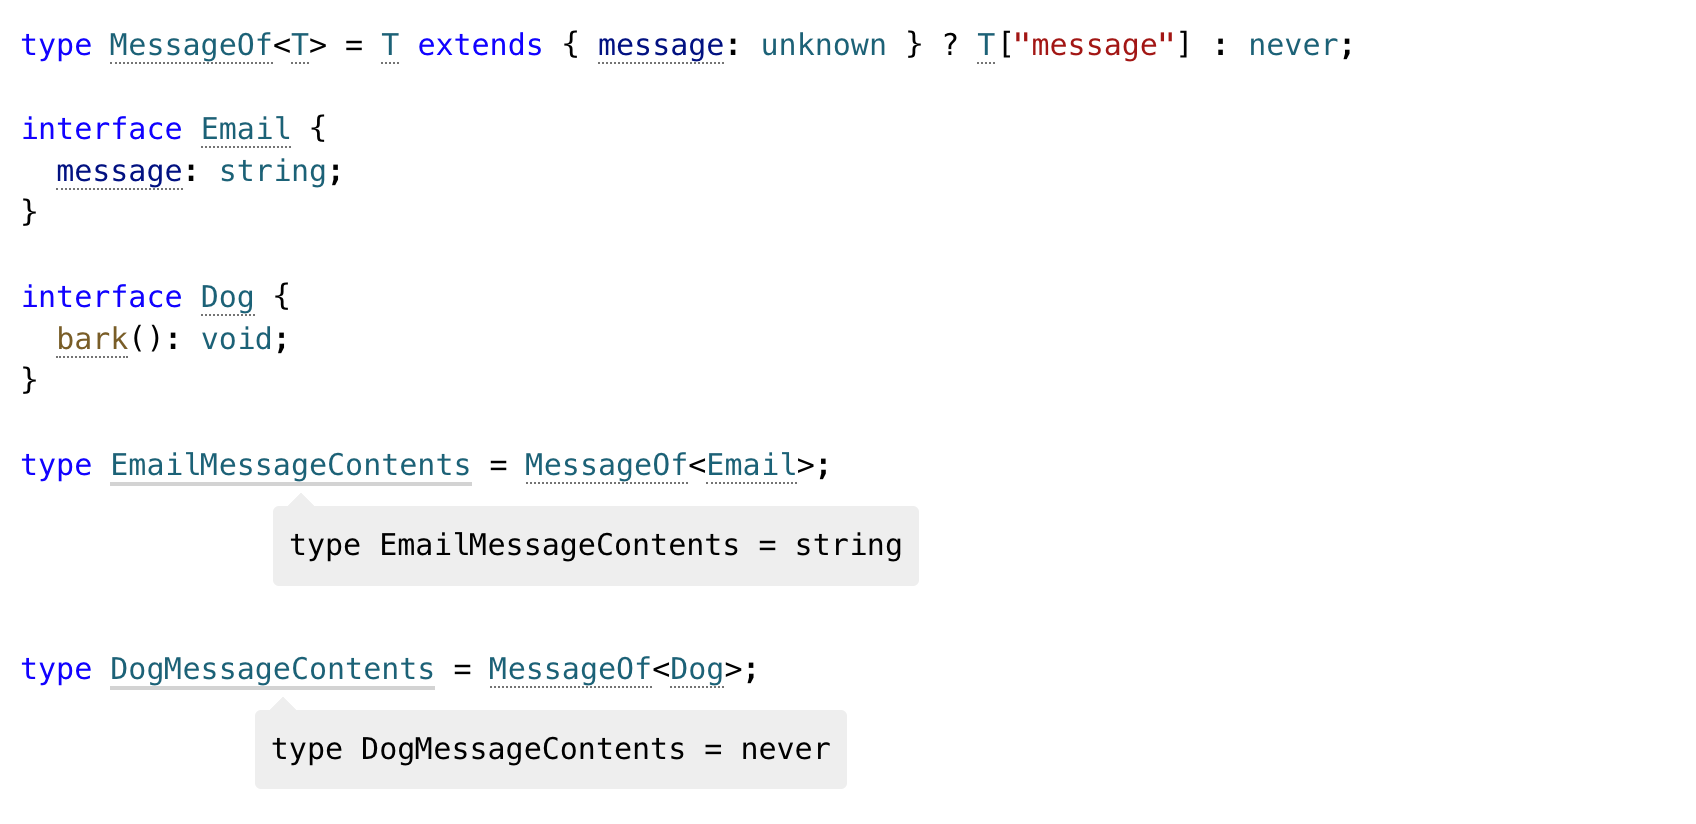 type MessageOf<T> = T extends { message: unknown } ? T["message"] : never;
interface Email {
  message: string;
}
interface Dog {
  bark(): void;
}
type EmailMessageContents = MessageOf<Email>;
type EmailMessageContents = string
type DogMessageContents = MessageOf<Dog>;
type DogMessageContents = never